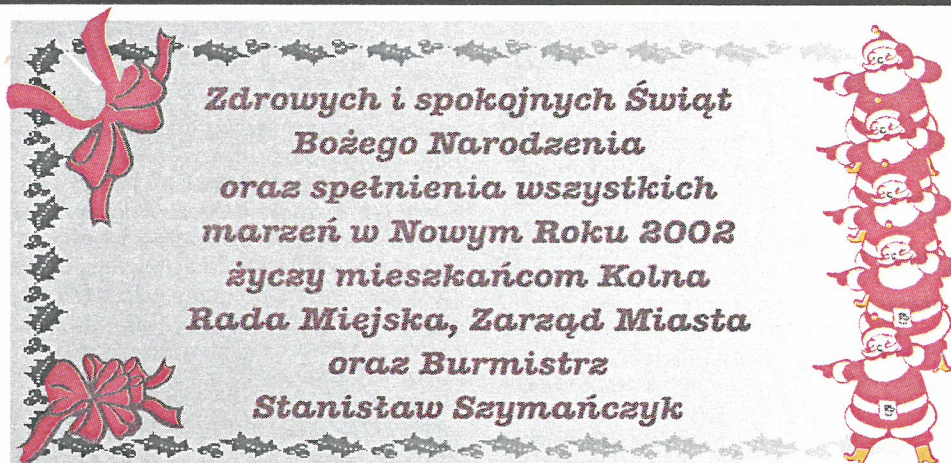 Zdrowych i spokojnych Świąt
Bożego Narodzenia
oraz spełnienia wszystkich
marzeń w Nowym Roku 2002
życzy mieszkańcom Kolna
Rada Miejska, Zarząd Miasta
oraz Burmistrz
Stanisław Szymańczyk